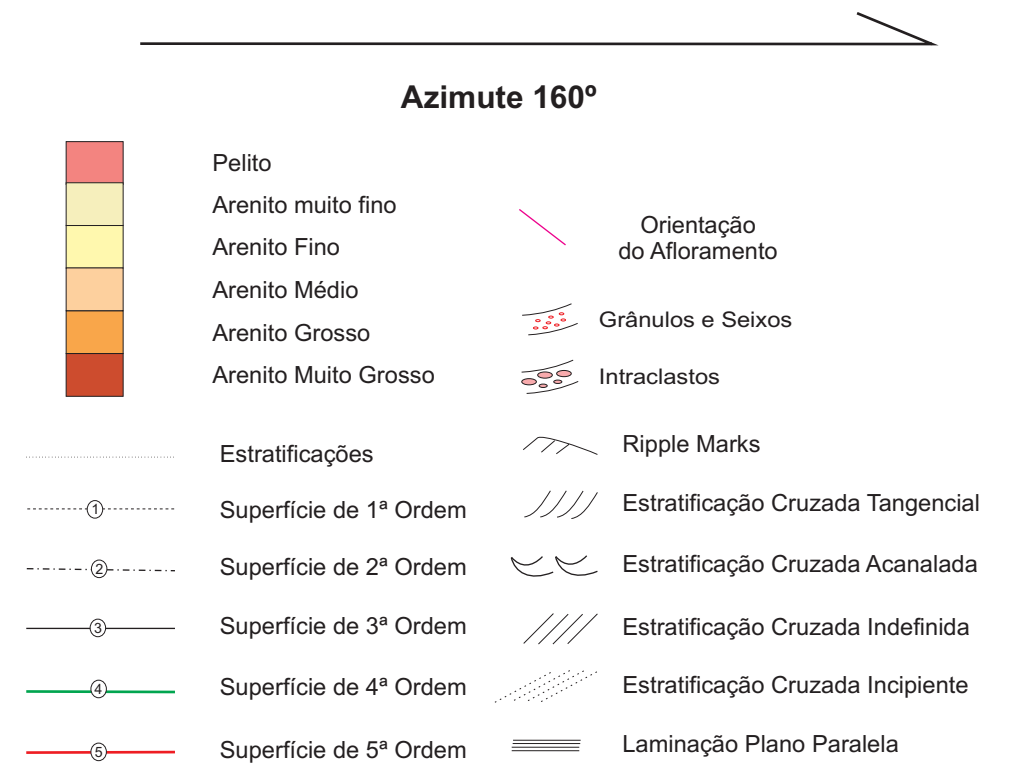 Azimute 160º
Pelito
Arenito muito fino
Arenito Fino
Arenito Médio
Arenito Grosso
Arenito Muito Grosso
Estratificações
1
Superfície de 1ª Ordem
2
Superfície de 2ª Ordem
3
Superfície de 3ª Ordem
4
Superfície de 4ª Ordem
5
Superfície de 5ª Ordem
Orientação
do Afloramento
Grânulos e Seixos
Intraclastos
Ripple Marks
Estratificação Cruzada Tangencial
Estratificação Cruzada Acanalada
Estratificação Cruzada Indefinida
Estratificação Cruzada Incipiente
Laminação Plano Paralela